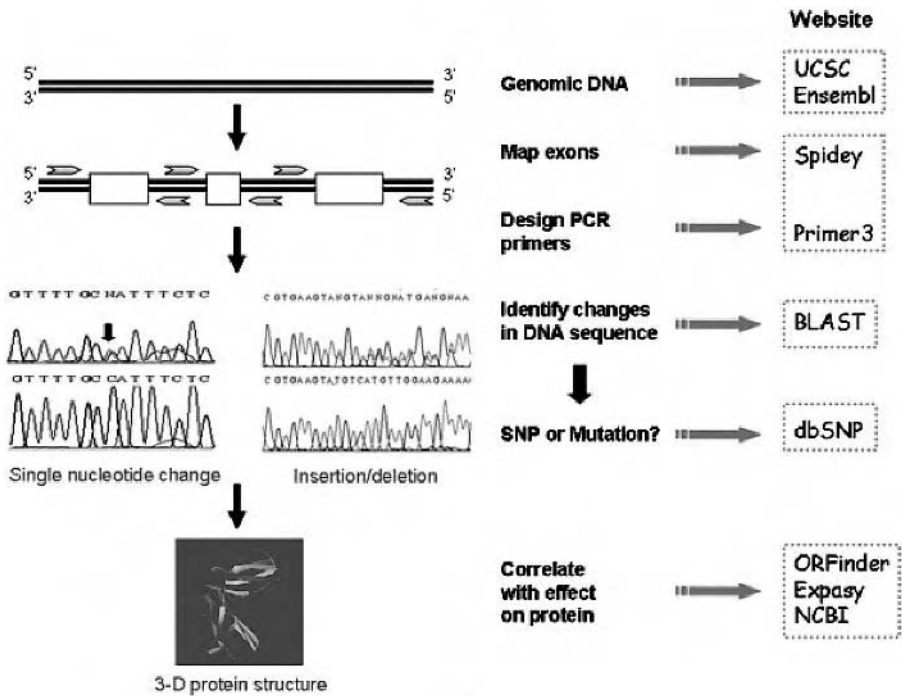 Website
5'
3'
3'
5'
Genomic DNA
UCSC
Ensembl
5'
3'
3'
5'
Map exons
Spidey
Design PCR
primers
Primer3
G T T T T G C N A T T T C T C
C G T G A A G T A N G T A N N G N A T G A N G N A A
G T T T T G C C A T T T C T C
C G T G A A G T A T G T C A T G T T G G A A G A A A A
Single nucleotide change
Insertion/deletion
Identify changes
in DNA sequence
BLAST
SNP or Mutation?
dbSNP
3-D protein structure
Correlate
with effect
on protein
ORFinder
Expasy
NCBI